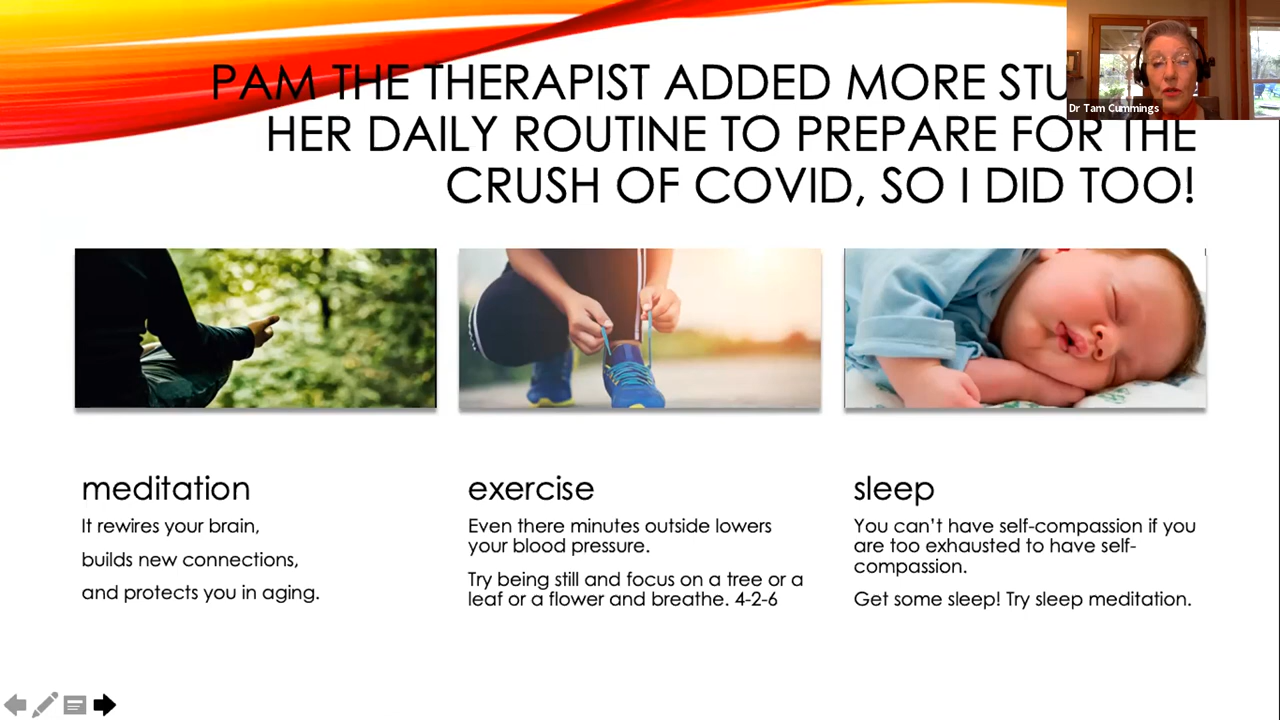 PAM THE THERAPIST ADDED MORE
HER DAILY ROUTINE TO PREPARE FOR THE
CRUSH OF COVID, SO I DID TOO!
Dr Tam Cummings
meditation
It rewires your brain,
builds new connections,
and protects you in aging.
exercise
Even there minutes outside lowers
your blood pressure.
Try being still and focus on a tree or a
leaf or a flower and breathe. 4-2-6
sleep
You can't have self-compassion if you
are too exhausted to have self-
compassion.
Get some sleep! Try sleep meditation.